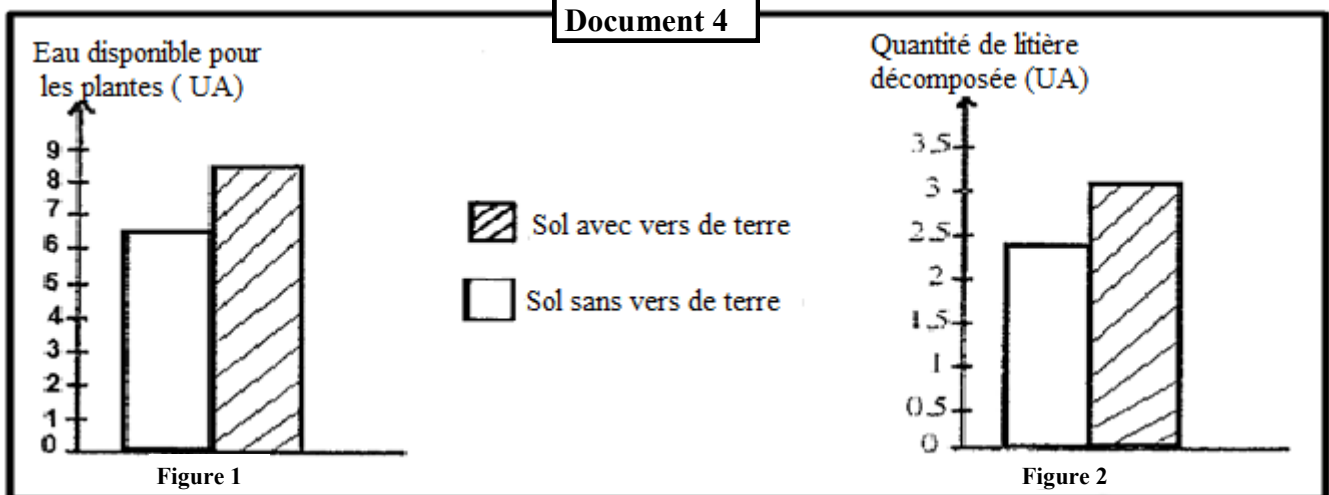 Document 4
Eau disponible pour
les plantes ( UA)
9
8
7
6
5
4
3
2
1
0
Figure 1
Sol avec vers de terre
Sol sans vers de terre
Quantité de litière
décomposée (UA)
3.5
3
2.5
2
1.5
1
0.5
0
Figure 2